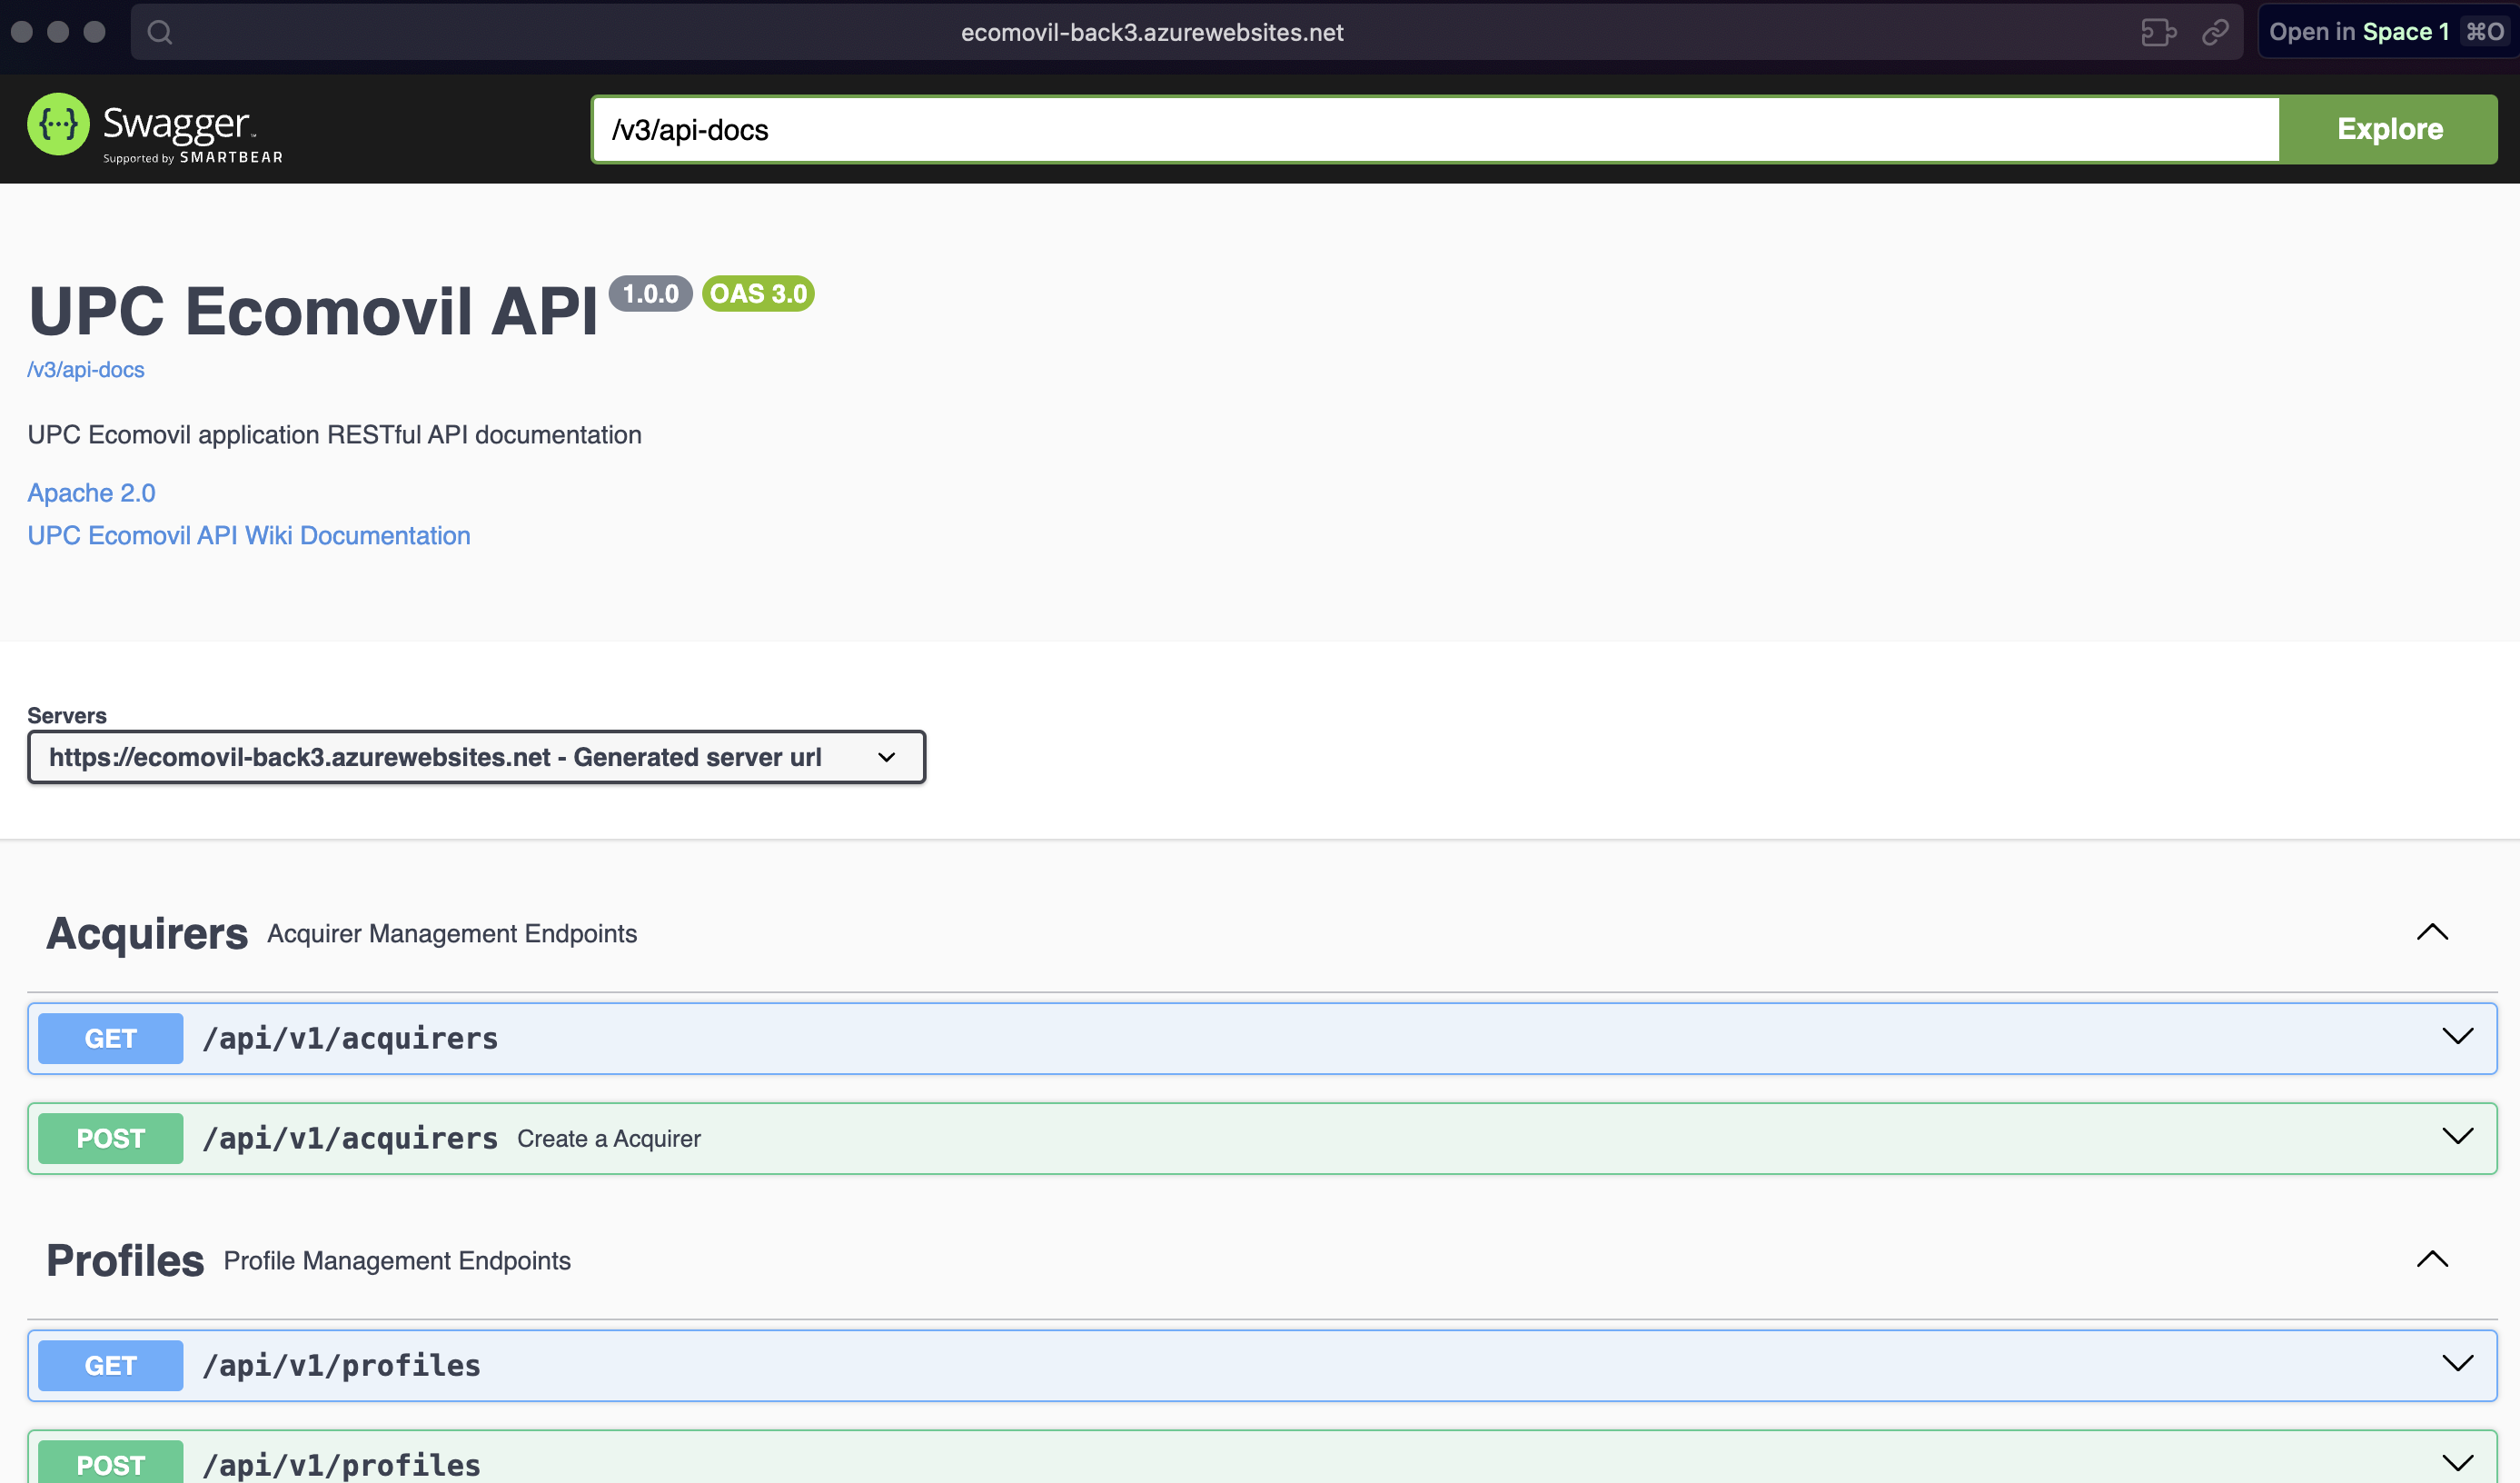 ecomovil-back3.azurewebsites.net
Open in Space 1 ⌘O
{···} Swagger™
Supported by SMARTBEAR
/v3/api-docs
Explore
UPC Ecomovil API 1.0.0 OAS 3.0
/v3/api-docs
UPC Ecomovil application RESTful API documentation
Apache 2.0
UPC Ecomovil API Wiki Documentation
Servers
https://ecomovil-back3.azurewebsites.net - Generated server url
Acquirers Acquirer Management Endpoints
GET /api/v1/acquirers
POST /api/v1/acquirers Create a Acquirer
Profiles Profile Management Endpoints
GET /api/v1/profiles
POST /api/v1/profiles